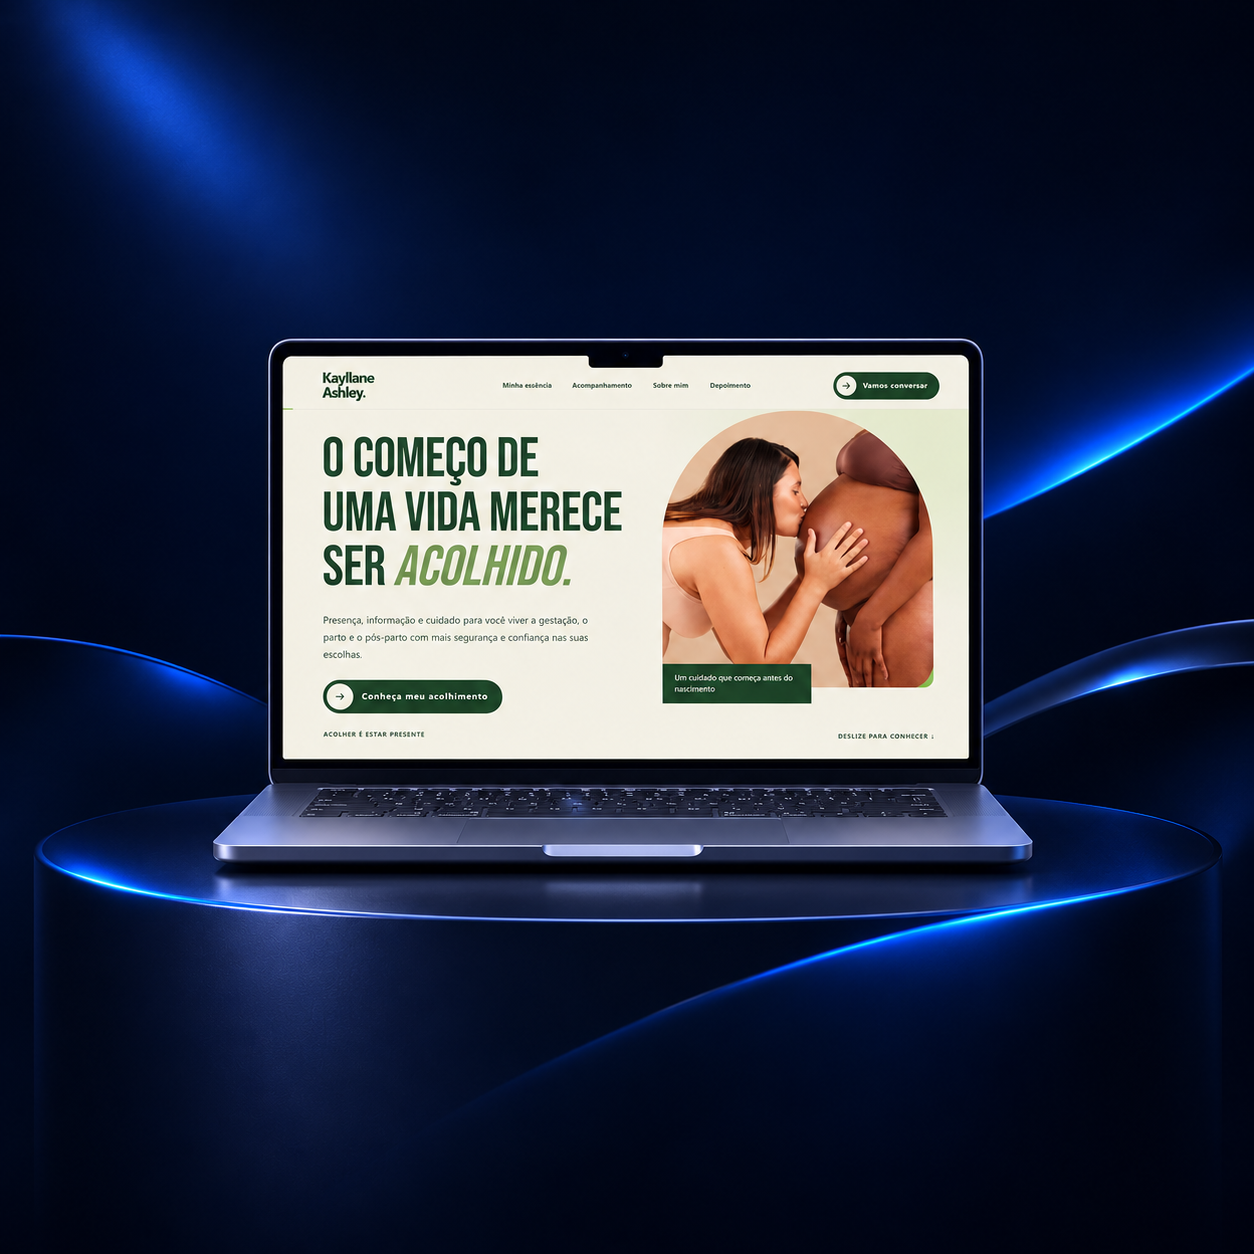 Kayllane
Ashley.
Minha essência
Acompanhamento
Sobre mim
Depoimento
Vamos conversar
O COMEÇO DE
UMA VIDA MERECE
SER ACOLHIDO.
Presença, informação e cuidado para você viver a gestação, o
parto e o pós-parto com mais segurança e confiança nas suas
escolhas.
Conheça meu acolhimento
Um cuidado que começa antes do
nascimento
ACOLHER É ESTAR PRESENTE
DESLIZE PARA CONHECER ↓